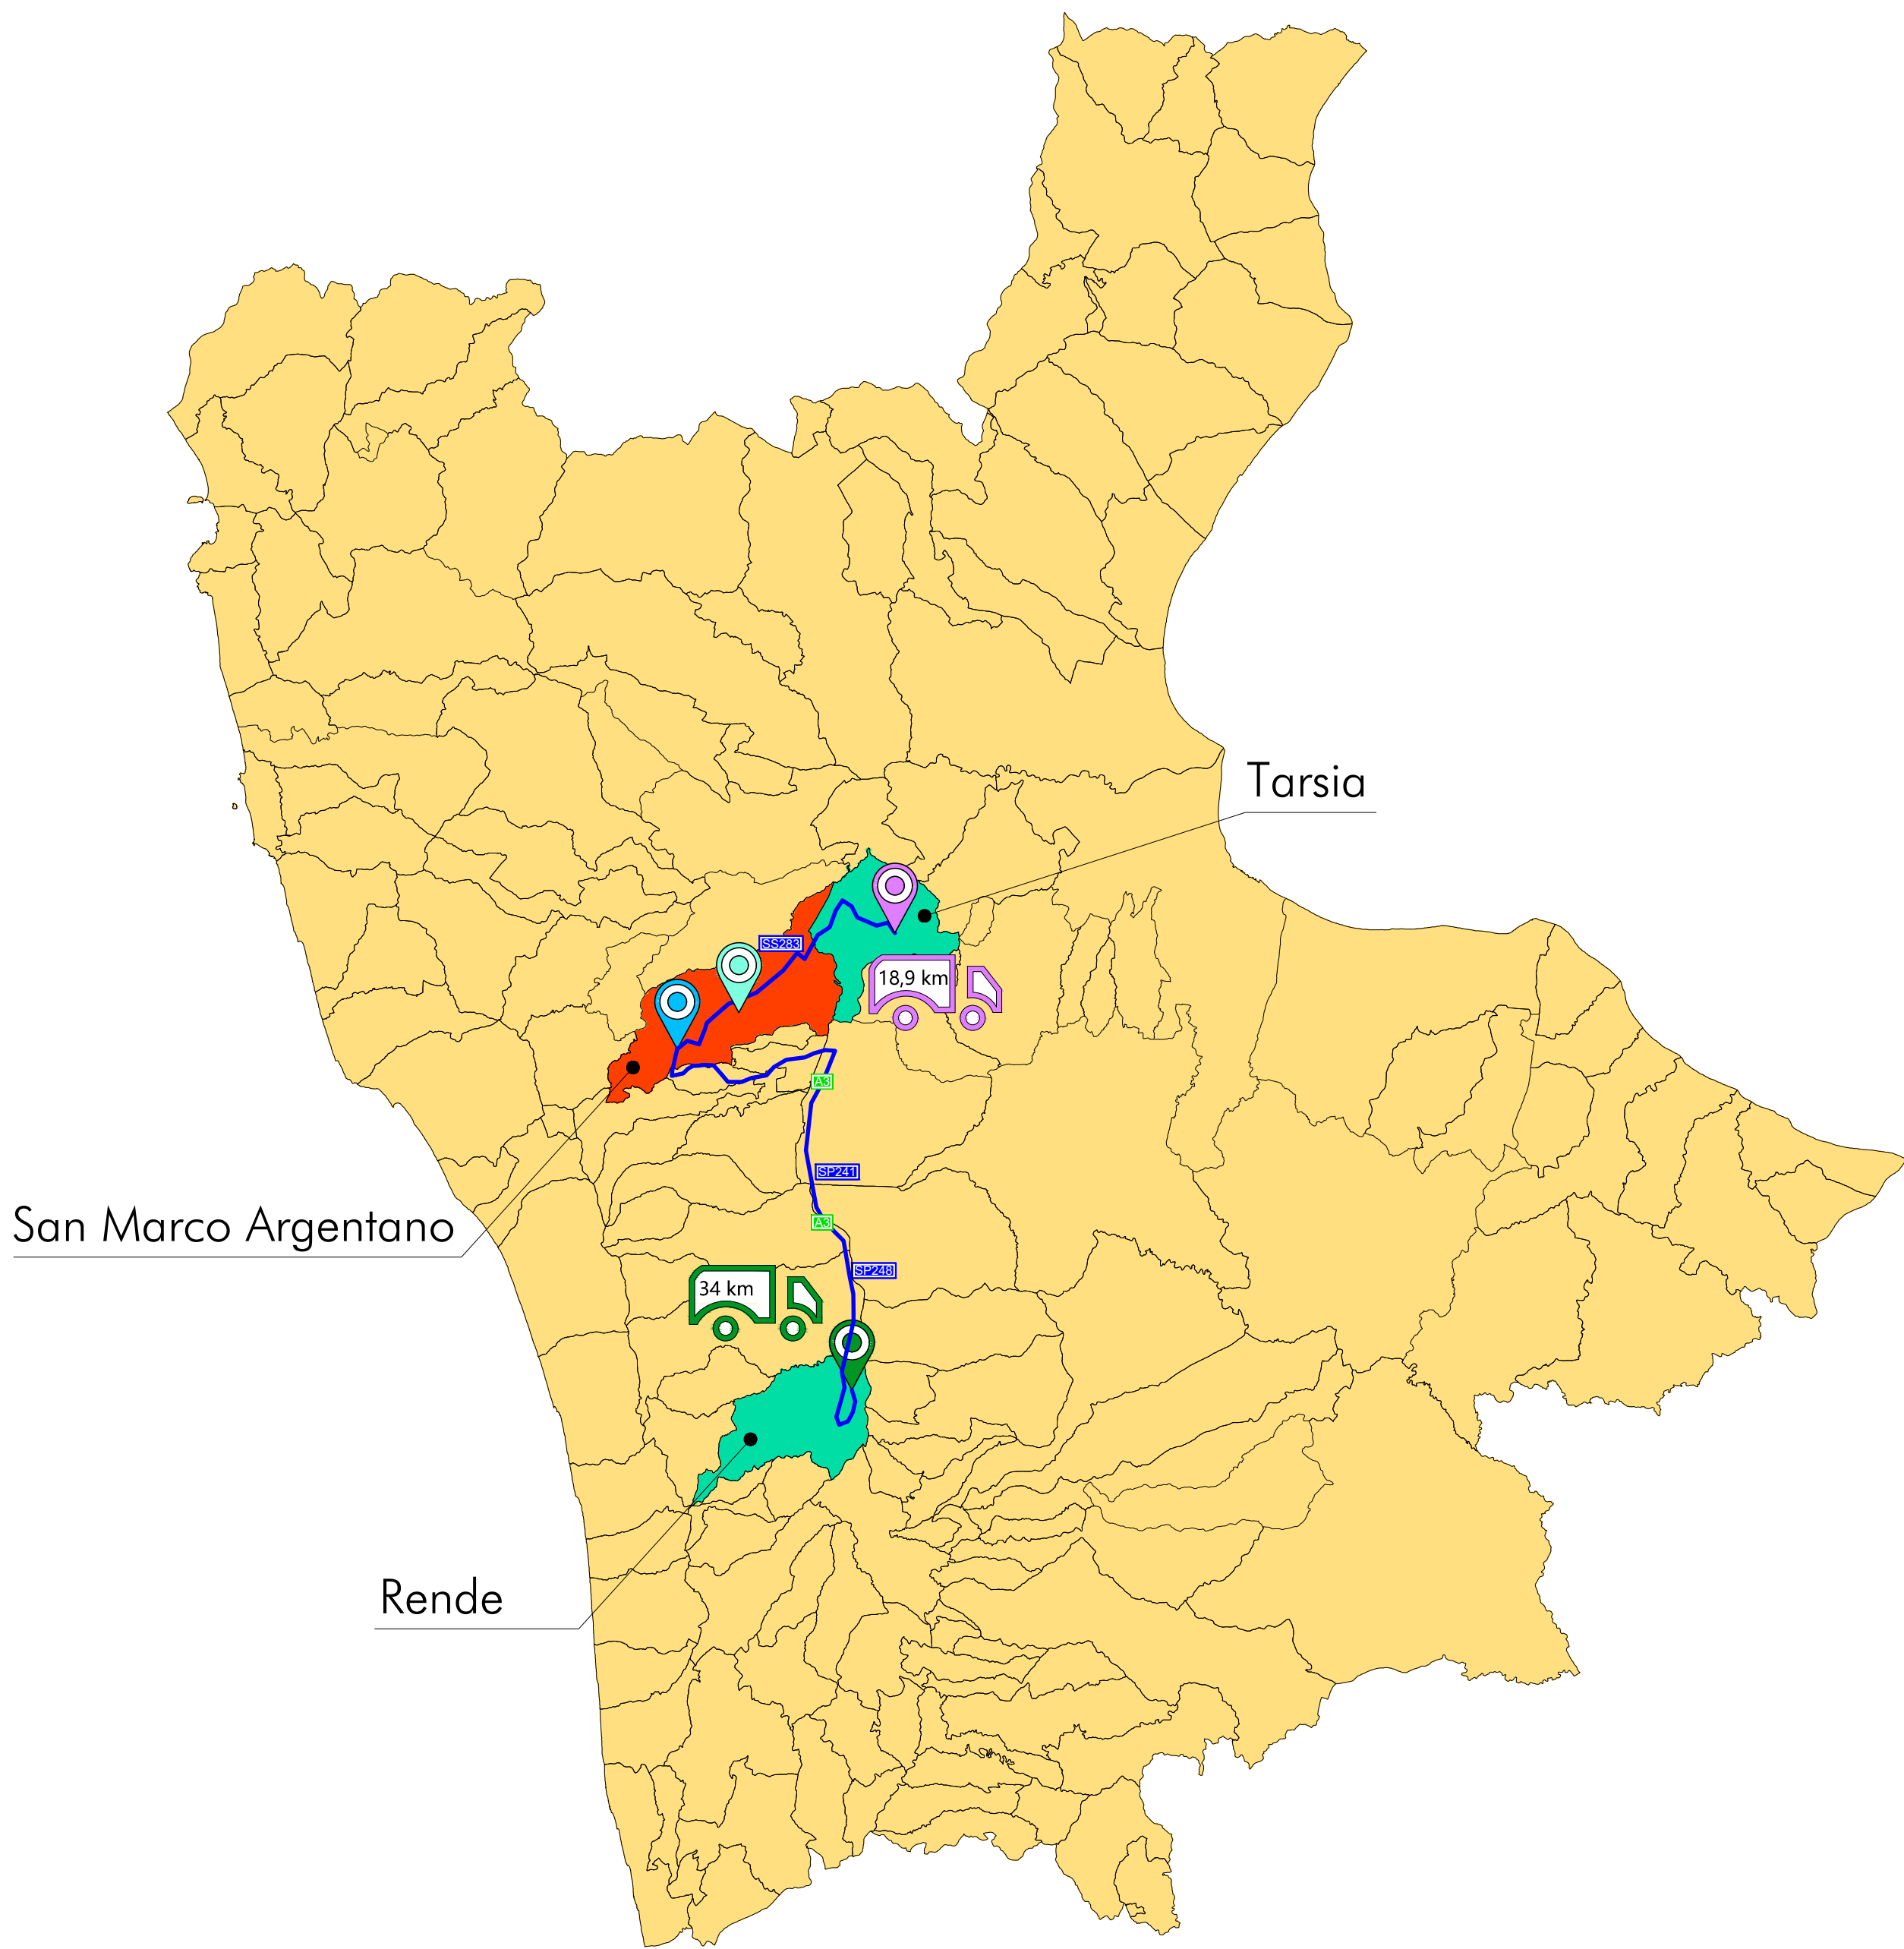 Tarsia
SS283
18,9 km
A3
SP241
San Marco Argentano
A3
SP248
34 km
Rende